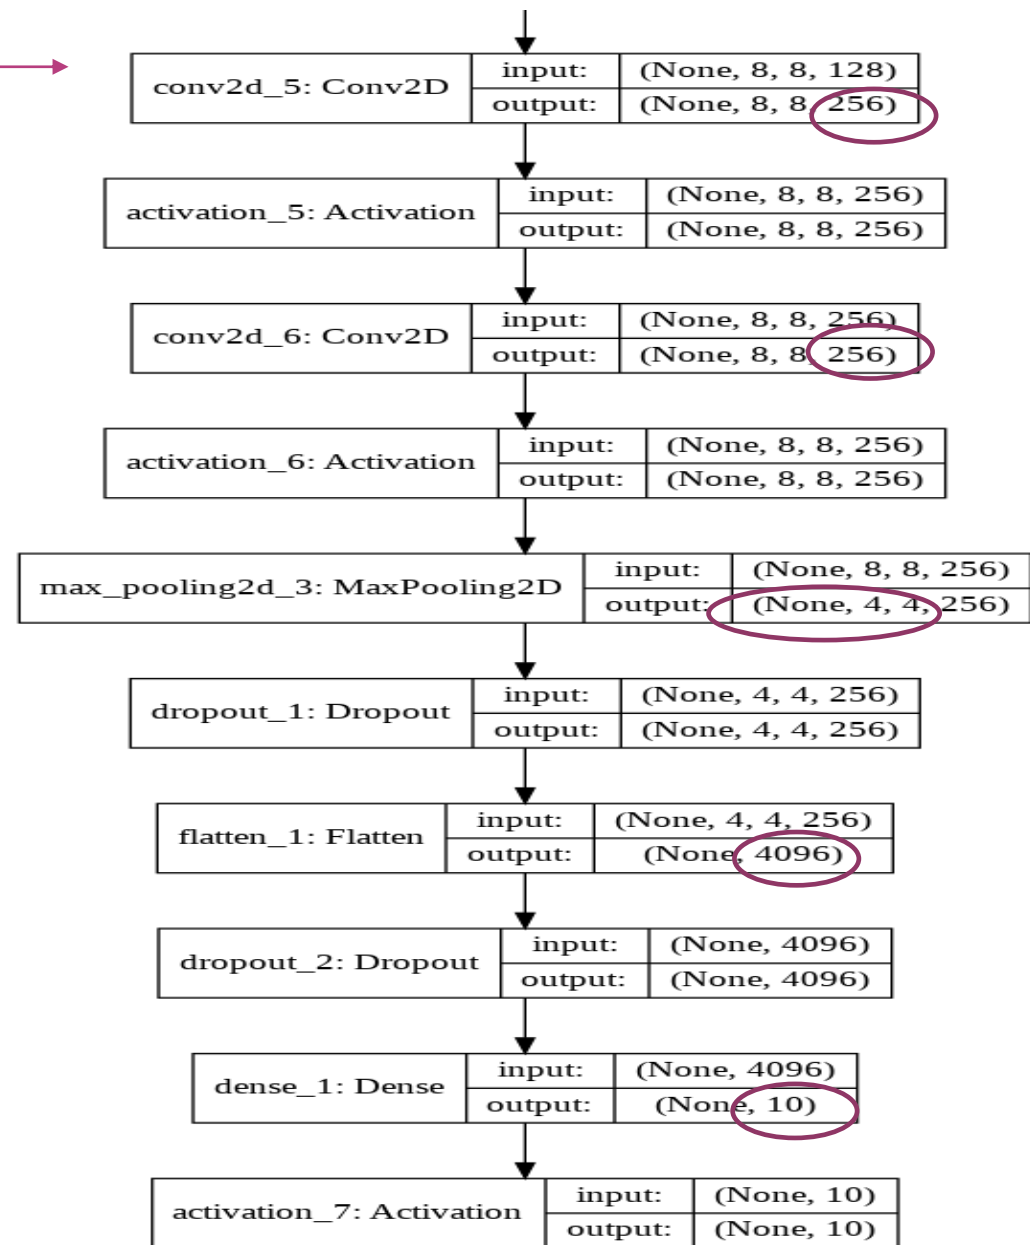 conv2d_5: Conv2D
input: (None, 8, 8, 128)
output: (None, 8, 8, 256)
activation_5: Activation
input: (None, 8, 8, 256)
output: (None, 8, 8, 256)
conv2d_6: Conv2D
input: (None, 8, 8, 256)
output: (None, 8, 8, 256)
activation_6: Activation
input: (None, 8, 8, 256)
output: (None, 8, 8, 256)
max_pooling2d_3: MaxPooling2D
input: (None, 8, 8, 256)
output: (None, 4, 4, 256)
dropout_1: Dropout
input: (None, 4, 4, 256)
output: (None, 4, 4, 256)
flatten_1: Flatten
input: (None, 4, 4, 256)
output: (None, 4096)
dropout_2: Dropout
input: (None, 4096)
output: (None, 4096)
dense_1: Dense
input: (None, 4096)
output: (None, 10)
activation_7: Activation
input: (None, 10)
output: (None, 10)